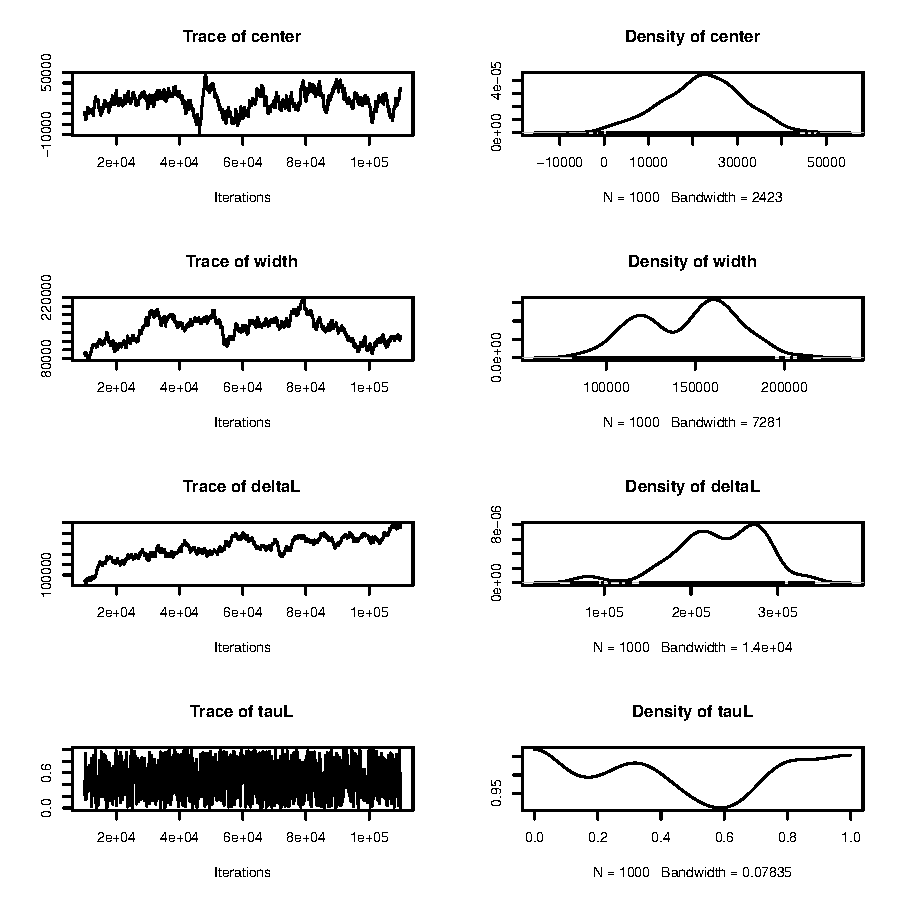 Trace of center
50000
−10000
2e+04 4e+04 6e+04 8e+04 1e+05
Iterations
Density of center
4e−05
0e+00
−10000 0 10000 30000 50000
N = 1000 Bandwidth = 2423
Trace of width
220000
80000
2e+04 4e+04 6e+04 8e+04 1e+05
Iterations
Density of width
0.0e+00
100000 150000 200000
N = 1000 Bandwidth = 7281
Trace of deltaL
100000
2e+04 4e+04 6e+04 8e+04 1e+05
Iterations
Density of deltaL
8e−06
0e+00
1e+05 2e+05 3e+05
N = 1000 Bandwidth = 1.4e+04
Trace of tauL
0.6
0.0
2e+04 4e+04 6e+04 8e+04 1e+05
Iterations
Density of tauL
0.95
0.0 0.2 0.4 0.6 0.8 1.0
N = 1000 Bandwidth = 0.07835